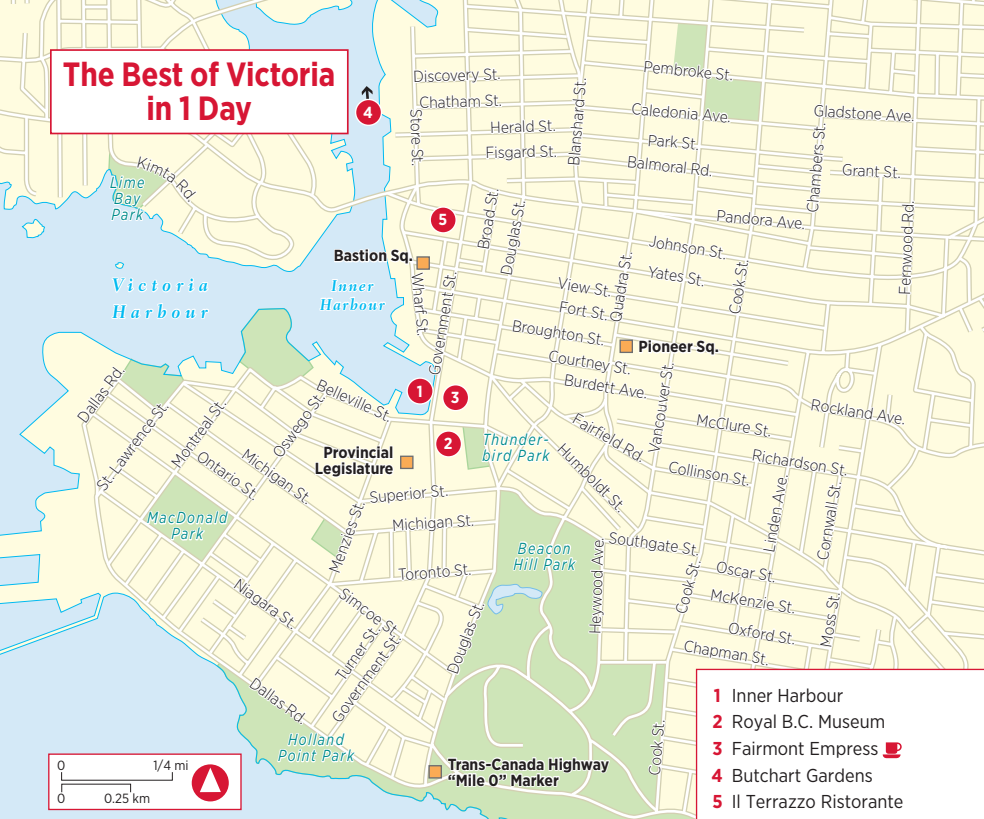 The Best of Victoria
in 1 Day
4
Discovery St.
Chatham St.
Herald St.
Fisgard St.
Store St.
Blanshard St.
Pembroke St.
Caledonia Ave.
Park St.
Balmoral Rd.
Gladstone Ave.
Grant St.
Chambers St.
Fernwood Rd.
Pandora Ave.
Johnson St.
Yates St.
Cook St.
Kimta Rd.
Lime
Bay
Park
5
Broad St.
Douglas St.
Bastion Sq.
Victoria
Harbour
Inner
Harbour
Wharf St.
Government St.
View St.
Fort St.
Quadra St.
Broughton St.
Pioneer Sq.
Courtney St.
Burdett Ave.
Vancouver St.
Rockland Ave.
McClure St.
Richardson St.
Collinson St.
Fairfield Rd.
Humboldt St.
Linden Ave.
Cornwall St.
1
3
2
Dallas Rd.
St. Lawrence St.
Montreal St.
Oswego St.
Belleville St.
Ontario St.
Michigan St.
Provincial
Legislature
Thunder-
bird Park
Superior St.
Michigan St.
Menzies St.
Toronto St.
MacDonald
Park
Beacon
Hill Park
Southgate St.
Heywood Ave.
Oscar St.
McKenzie St.
Oxford St.
Chapman St.
Cook St.
Moss St.
Niagara St.
Simcoe St.
Turner St.
Government St.
Douglas St.
Dallas Rd.
Holland
Point Park
Cook St.
Trans-Canada Highway
“Mile 0” Marker
0 1/4 mi
0 0.25 km
1 Inner Harbour
2 Royal B.C. Museum
3 Fairmont Empress
4 Butchart Gardens
5 Il Terrazzo Ristorante